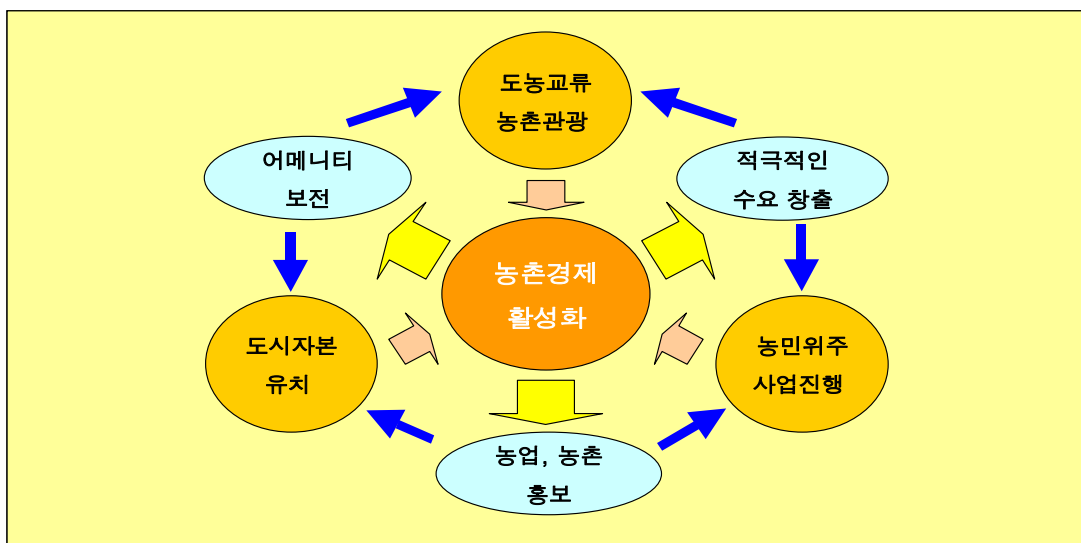 도농교류
농촌관광
어메니티
보전
적극적인
수요 창출
농촌경제
활성화
도시자본
유치
농민위주
사업진행
농업, 농촌
홍보